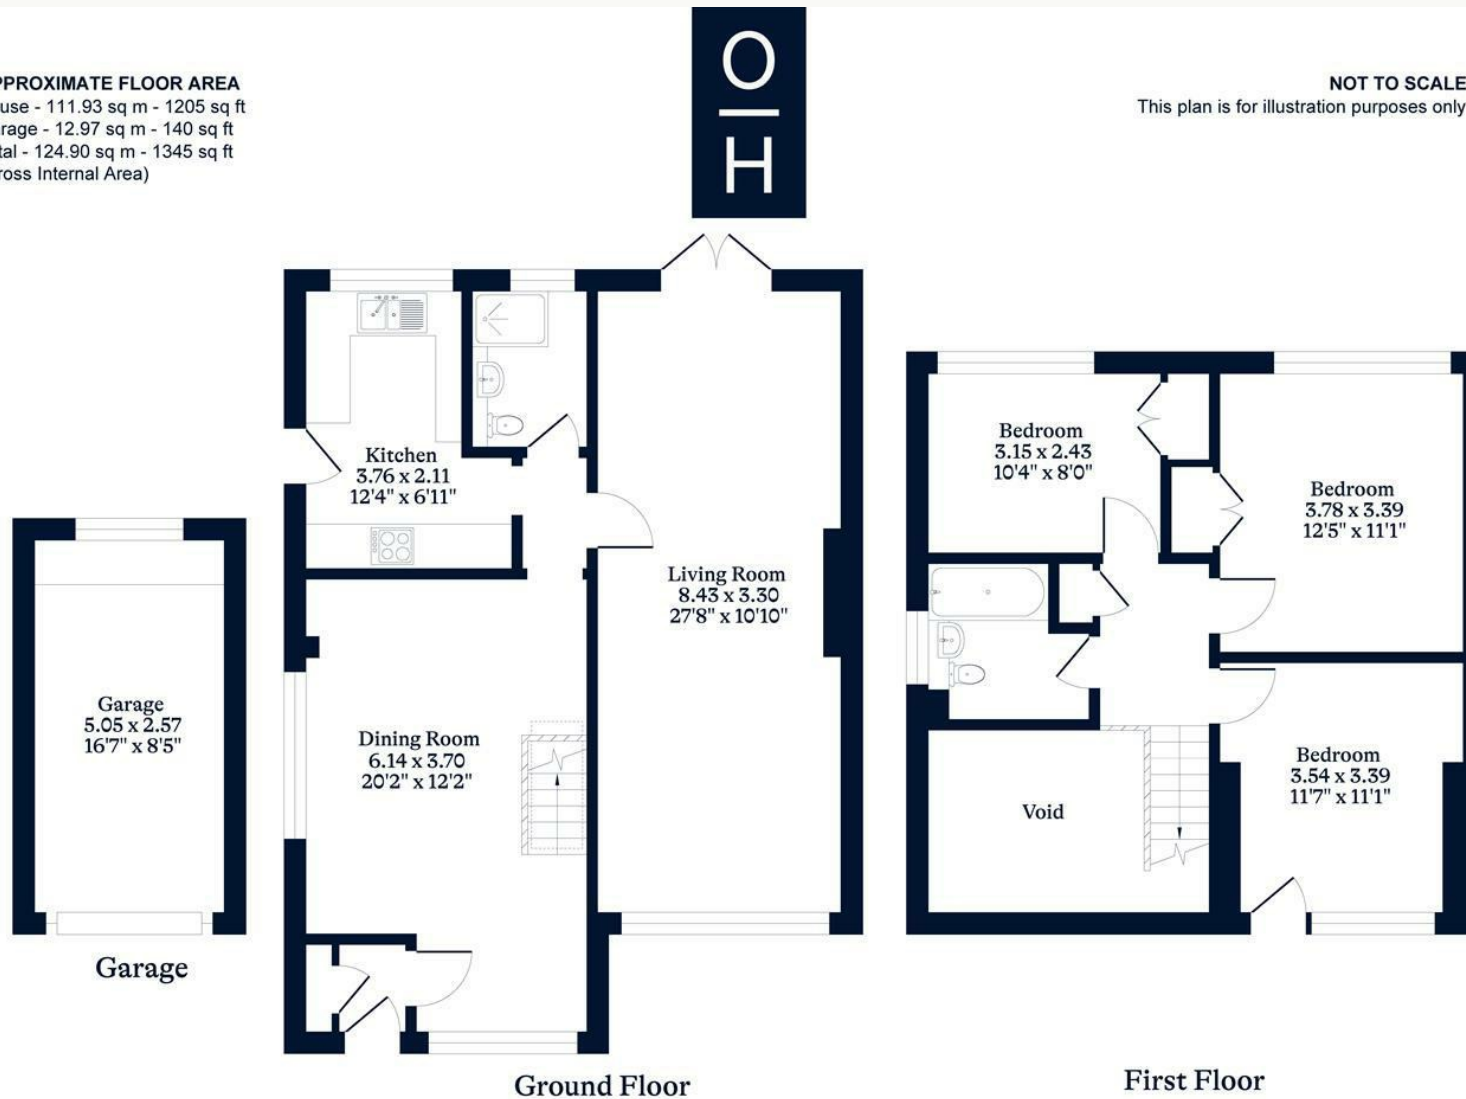 O
H
PPROXIMATE FLOOR AREA
use - 111.93 sq m - 1205 sq ft
rage - 12.97 sq m - 140 sq ft
tal - 124.90 sq m - 1345 sq ft
ross Internal Area)
NOT TO SCALE
This plan is for illustration purposes only
Kitchen
3.76 x 2.11
12'4" x 6'11"
Living Room
8.43 x 3.30
27'8" x 10'10"
Dining Room
6.14 x 3.70
20'2" x 12'2"
Garage
5.05 x 2.57
16'7" x 8'5"
Garage
Ground Floor
Bedroom
3.15 x 2.43
10'4" x 8'0"
Bedroom
3.78 x 3.39
12'5" x 11'1"
Bedroom
3.54 x 3.39
11'7" x 11'1"
Void
First Floor